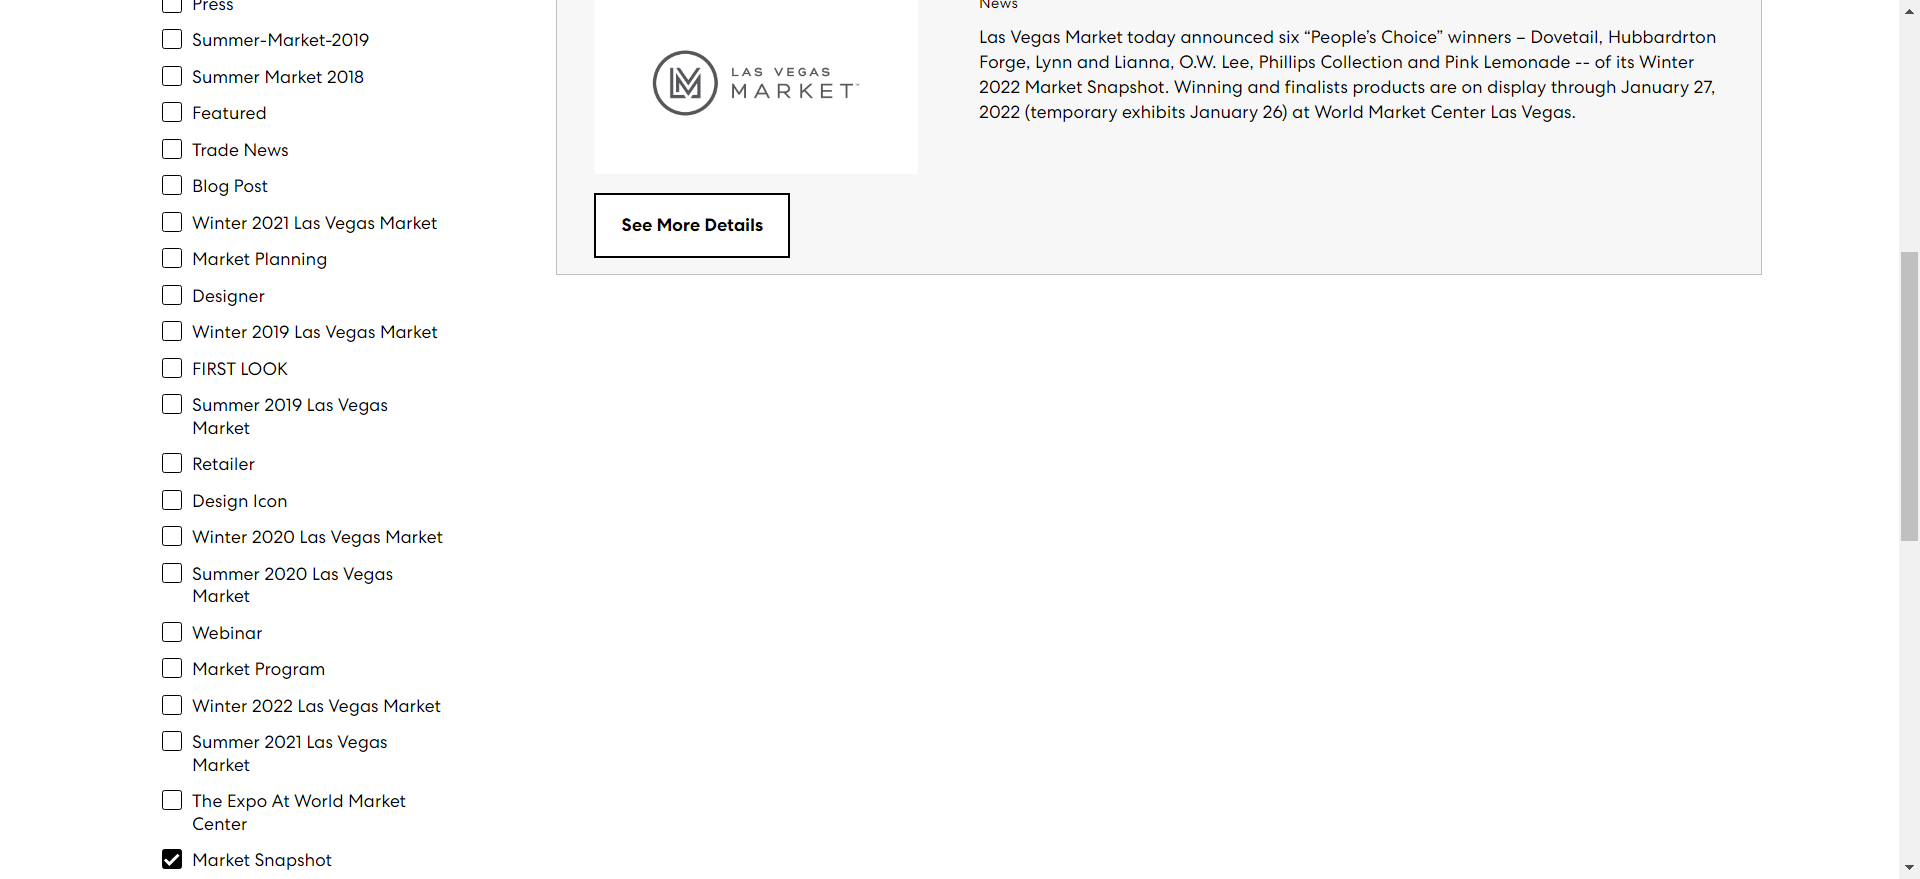 Press
Summer-Market-2019
Summer Market 2018
Featured
Trade News
Blog Post
Winter 2021 Las Vegas Market
Market Planning
Designer
Winter 2019 Las Vegas Market
FIRST LOOK
Summer 2019 Las Vegas
Market
Retailer
Design Icon
Winter 2020 Las Vegas Market
Summer 2020 Las Vegas
Market
Webinar
Market Program
Winter 2022 Las Vegas Market
Summer 2021 Las Vegas
Market
The Expo At World Market
Center
Market Snapshot
LAS VEGAS
MARKET
News
Las Vegas Market today announced six “People’s Choice” winners – Dovetail, Hubbardrton
Forge, Lynn and Lianna, O.W. Lee, Phillips Collection and Pink Lemonade -- of its Winter
2022 Market Snapshot. Winning and finalists products are on display through January 27,
2022 (temporary exhibits January 26) at World Market Center Las Vegas.
See More Details